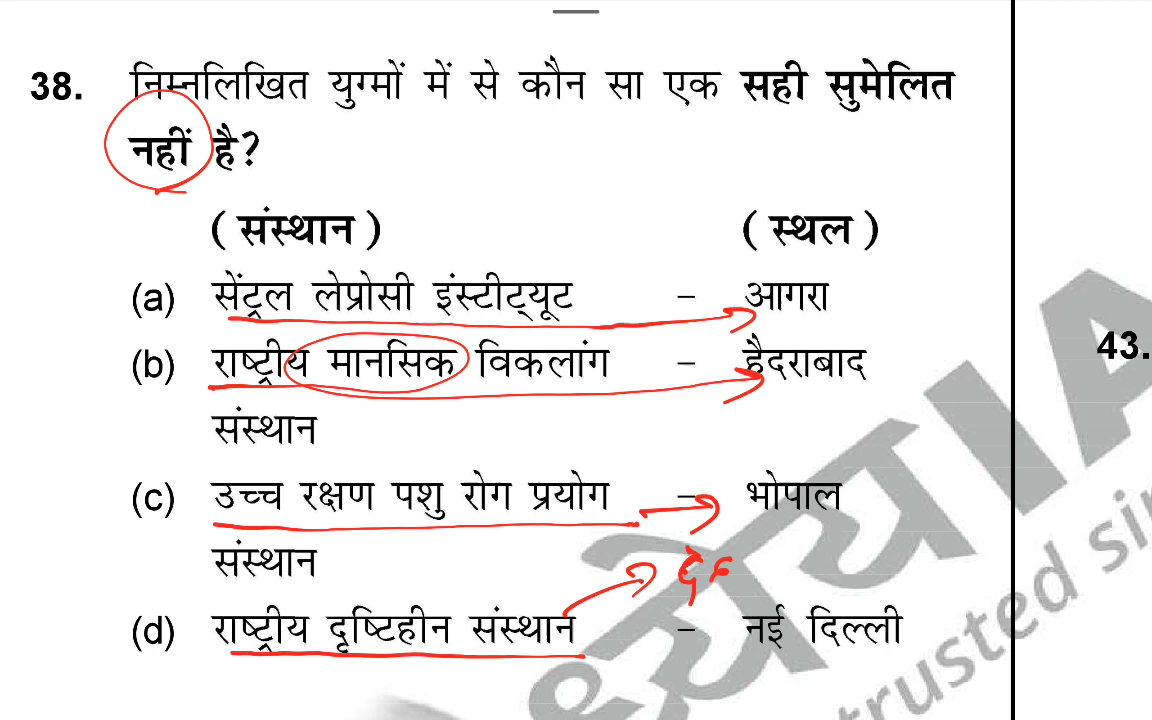 38. निम्नलिखित युग्मों में से कौन सा एक सही सुमेलित
नहीं है?
(संस्थान) (स्थल)
(a) सेंट्रल लेप्रोसी इंस्टीट्यूट – आगरा
(b) राष्ट्रीय मानसिक विकलांग – हैदराबाद
संस्थान
(c) उच्च रक्षण पशु रोग प्रयोग – भोपाल
संस्थान
(d) राष्ट्रीय दृष्टिहीन संस्थान – नई दिल्ली
43.